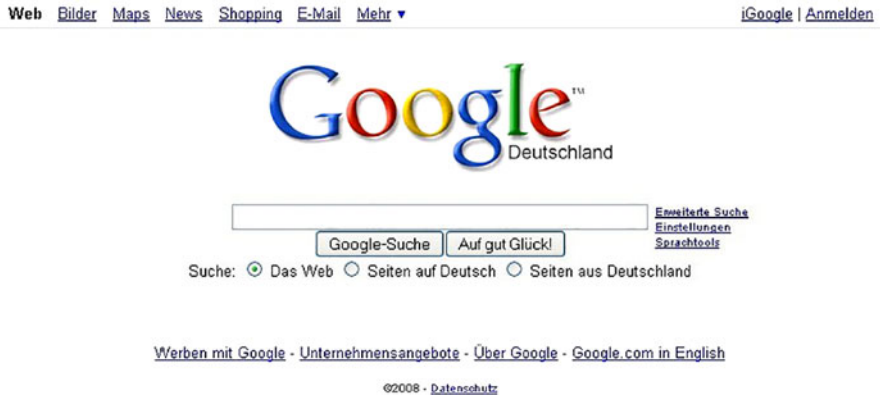 Web Bilder Maps News Shopping E-Mail Mehr ▼ iGoogle | Anmelden
Google™
Deutschland
Erweiterte Suche
Einstellungen
Sprachtools
Google-Suche Auf gut Glück!
Suche: Das Web Seiten auf Deutsch Seiten aus Deutschland
Werben mit Google - Unternehmensangebote - Über Google - Google.com in English
©2008 - Datenschutz